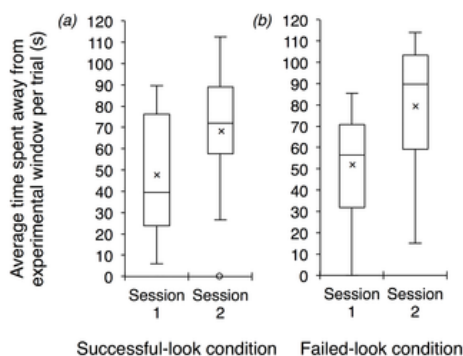 (a)
120
110
100
90
80
70
60
50
40
30
20
10
0
Session 1
Session 2
Successful-look condition
(b)
120
110
100
90
80
70
60
50
40
30
20
10
0
Session 1
Session 2
Failed-look condition
Average time spent away from
experimental window per trial (s)